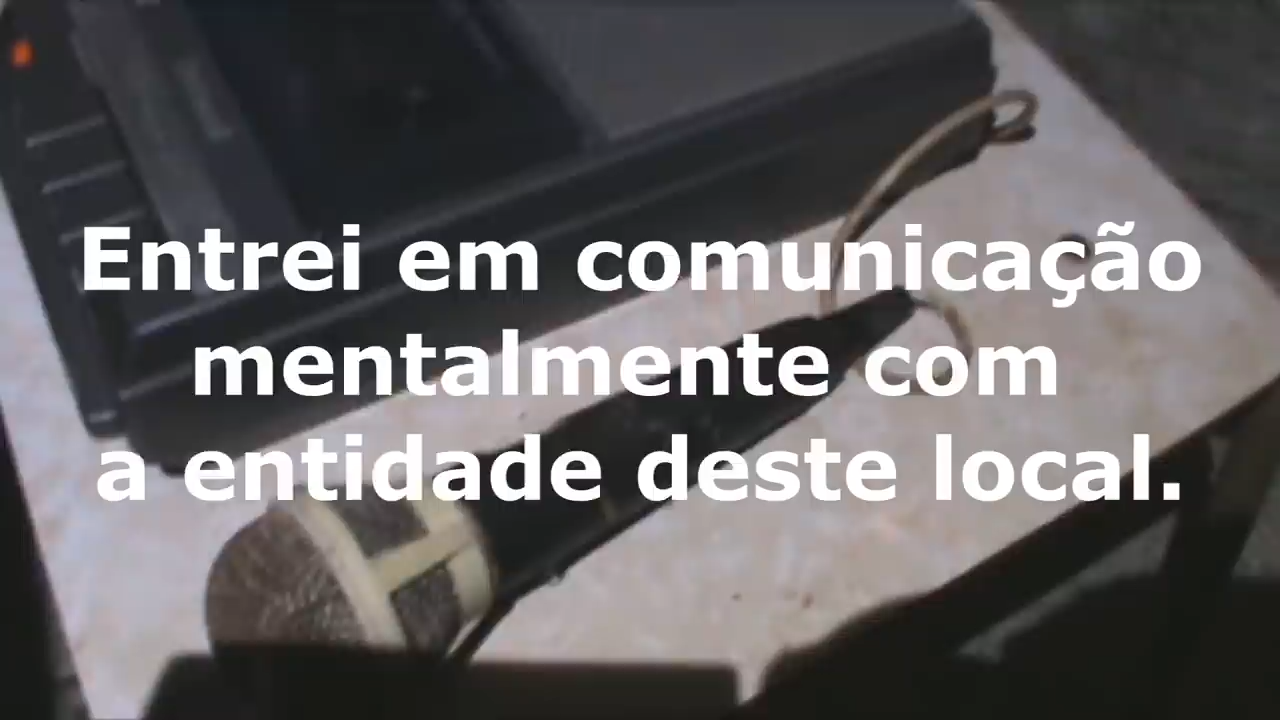 Entrei em comunicação
mentalmente com
a entidade deste local.